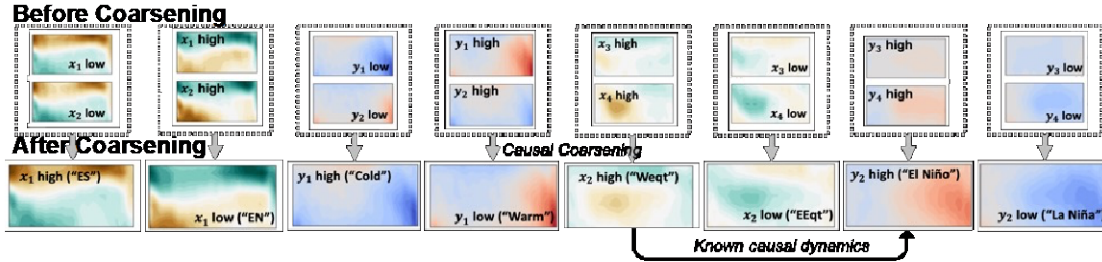 Before Coarsening
x₁ low
x₂ low
x₁ high
x₂ high
y₁ low
y₂ low
y₁ high
y₂ high
x₃ high
x₄ high
x₃ low
x₄ low
y₃ high
y₄ high
y₃ low
y₄ low
After Coarsening
Causal Coarsening
x₁ high ("ES")
x₁ low ("EN")
y₁ high ("Cold")
y₁ low ("Warm")
x₂ high ("Weqt")
x₂ low ("EEqt")
y₂ high ("El Niño")
y₂ low ("La Niña"
Known causal dynamics